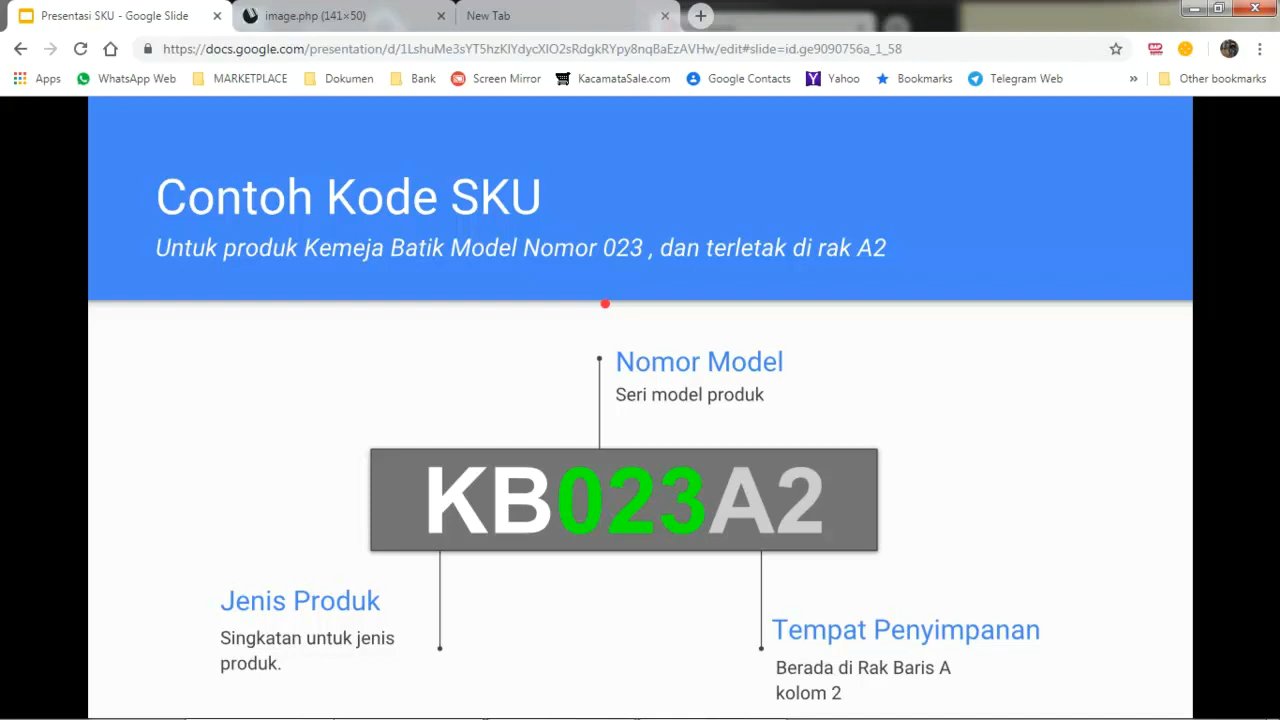 Presentasi SKU - Google Slide
image.php (141×50)
New Tab
https://docs.google.com/presentation/d/1LshuMe3sYT5hzKlYdycXIO2sRdgkRYpy8nqBaEzAVHw/edit#slide=id.ge9090756a_1_58
Apps
WhatsApp Web
MARKETPLACE
Dokumen
Bank
Screen Mirror
KacamataSale.com
Google Contacts
Yahoo
Bookmarks
Telegram Web
»
Other bookmarks
Contoh Kode SKU
Untuk produk Kemeja Batik Model Nomor 023 , dan terletak di rak A2
Nomor Model
Seri model produk
KB023A2
Jenis Produk
Singkatan untuk jenis
produk.
Tempat Penyimpanan
Berada di Rak Baris A
kolom 2